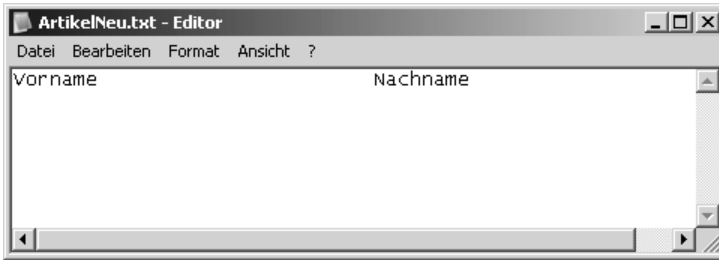 ArtikelNeu.txt - Editor
Datei Bearbeiten Format Ansicht ?
Vorname Nachname